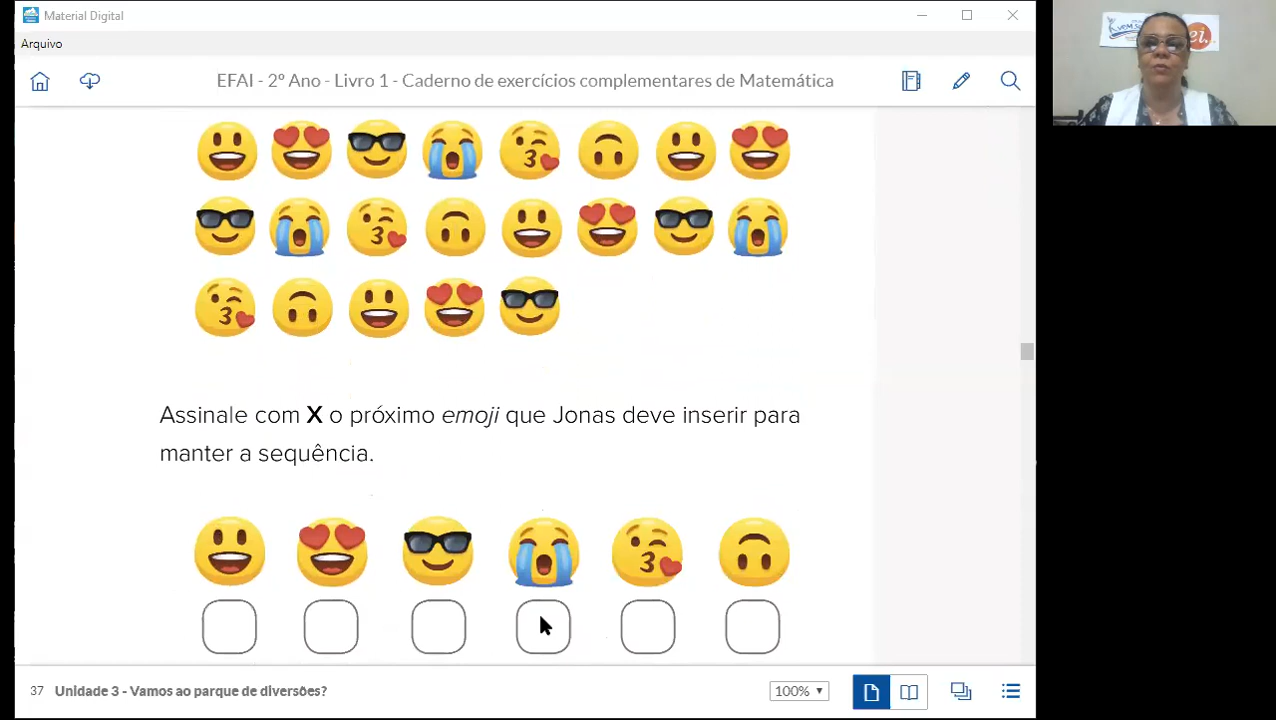 Material Digital
Arquivo
EFAI - 2º Ano - Livro 1 - Caderno de exercícios complementares de Matemática
Assinale com X o próximo emoji que Jonas deve inserir para
manter a sequência.
37 Unidade 3 - Vamos ao parque de diversões?
100%